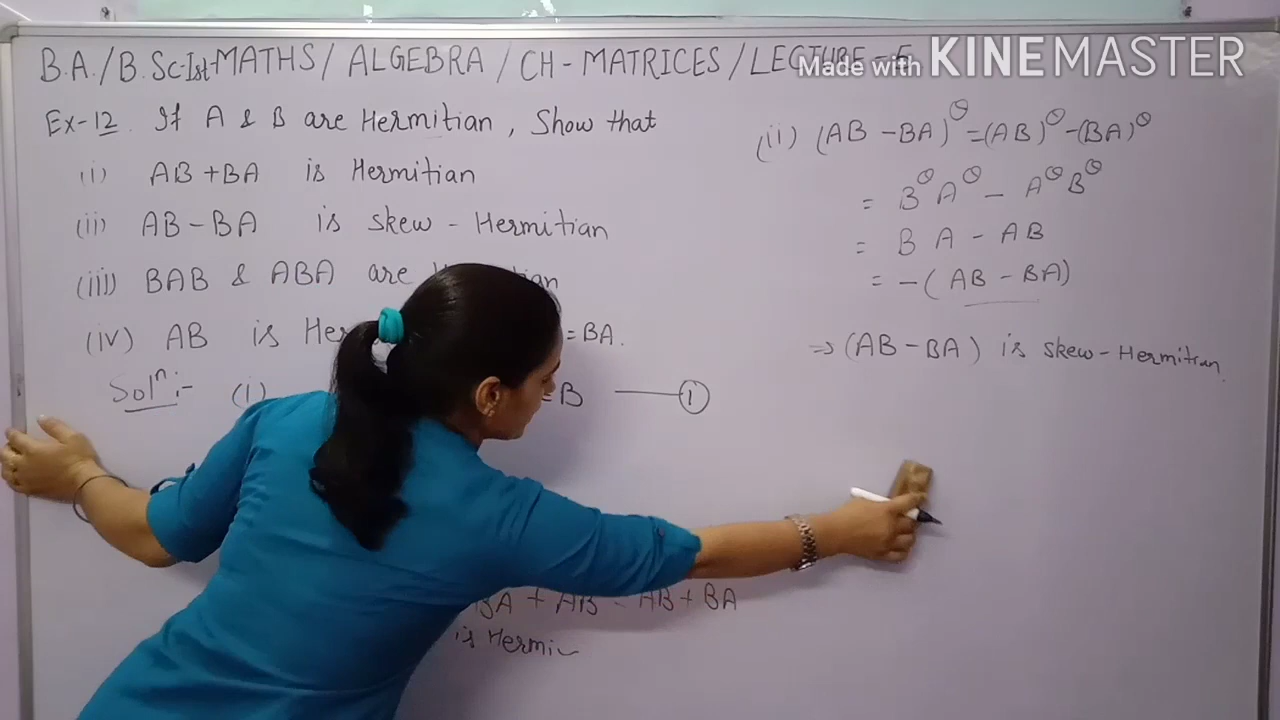 B.A./B.Sc-Ist-MATHS/ALGEBRA/CH-MATRICES/LECTURE-5
Made with KINEMASTER
Ex-12. If A & B are Hermitian, Show that
(i) AB+BA is Hermitian
(ii) AB-BA is skew-Hermitian
(iii) BAB & ABA are
(iv) AB is =BA.
Solⁿ:- (i) =B ——①
BA + AB = AB + BA
is Hermi
(ii) (AB-BA)^Θ = (AB)^Θ - (BA)^Θ
= B^Θ A^Θ - A^Θ B^Θ
= BA - AB
= -(AB-BA)
⇒ (AB-BA) is skew-Hermitian.